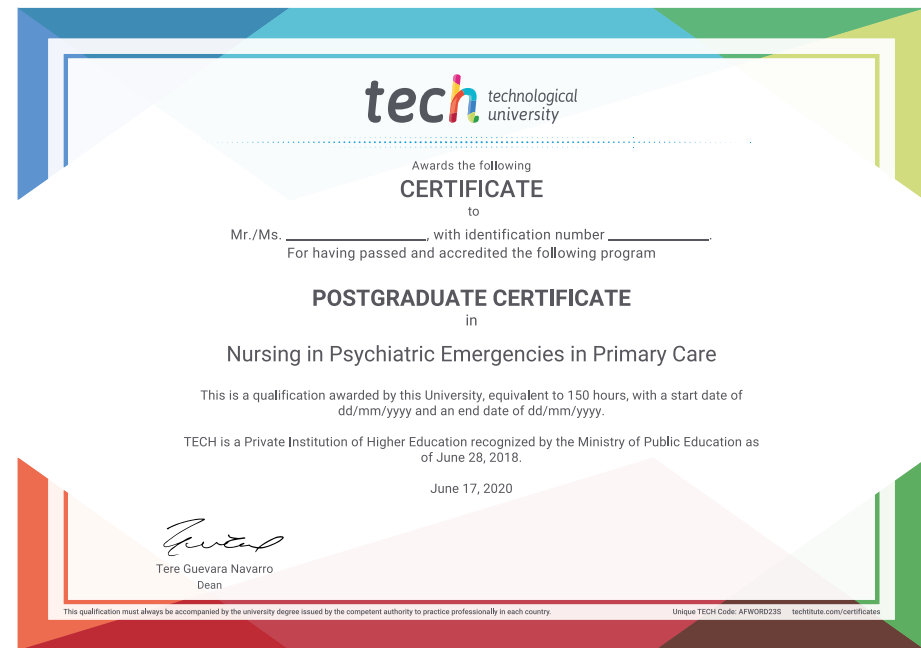 tech technological
university
Awards the following
CERTIFICATE
to
Mr./Ms. ____________________, with identification number ______________.
For having passed and accredited the following program
POSTGRADUATE CERTIFICATE
in
Nursing in Psychiatric Emergencies in Primary Care
This is a qualification awarded by this University, equivalent to 150 hours, with a start date of
dd/mm/yyyy and an end date of dd/mm/yyyy.
TECH is a Private Institution of Higher Education recognized by the Ministry of Public Education as
of June 28, 2018.
June 17, 2020
Tere Guevara Navarro
Dean
This qualification must always be accompanied by the university degree issued by the competent authority to practice professionally in each country. Unique TECH Code: AFWORD23S techtitute.com/certificates